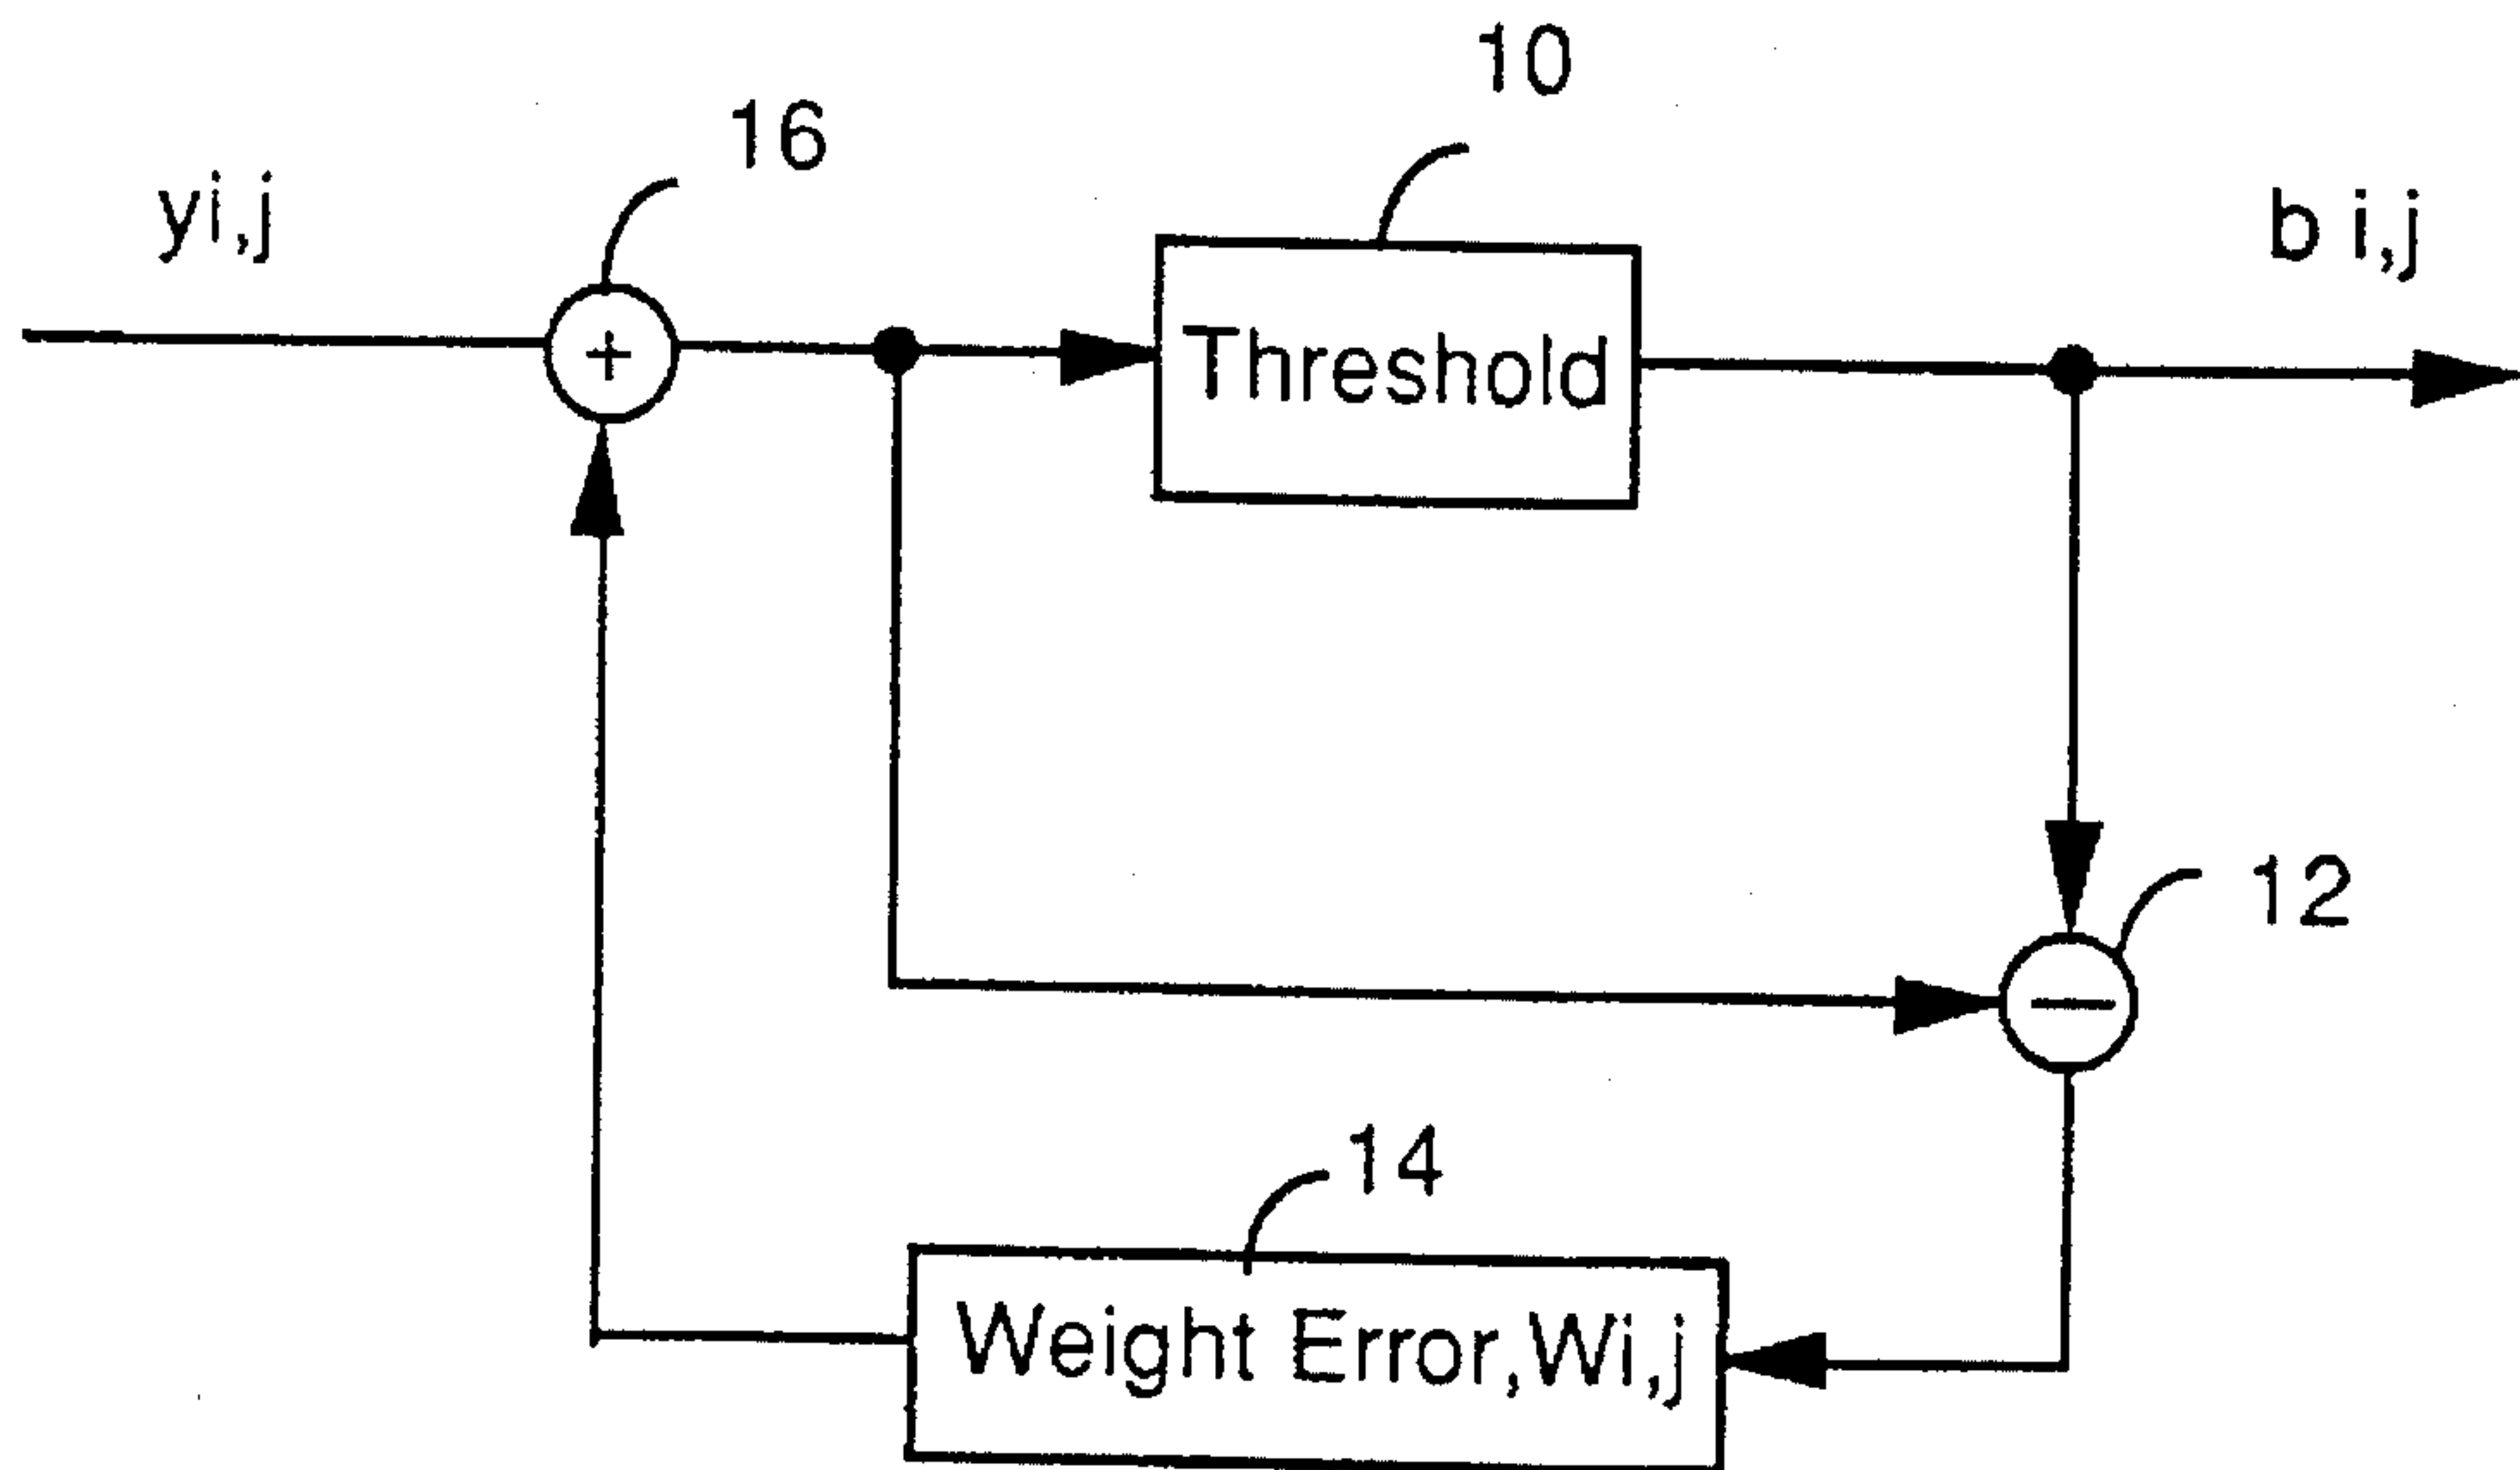 10
16
yi,j
b i,j
+
Threshold
12
−
14
Weight Error,Wi,j